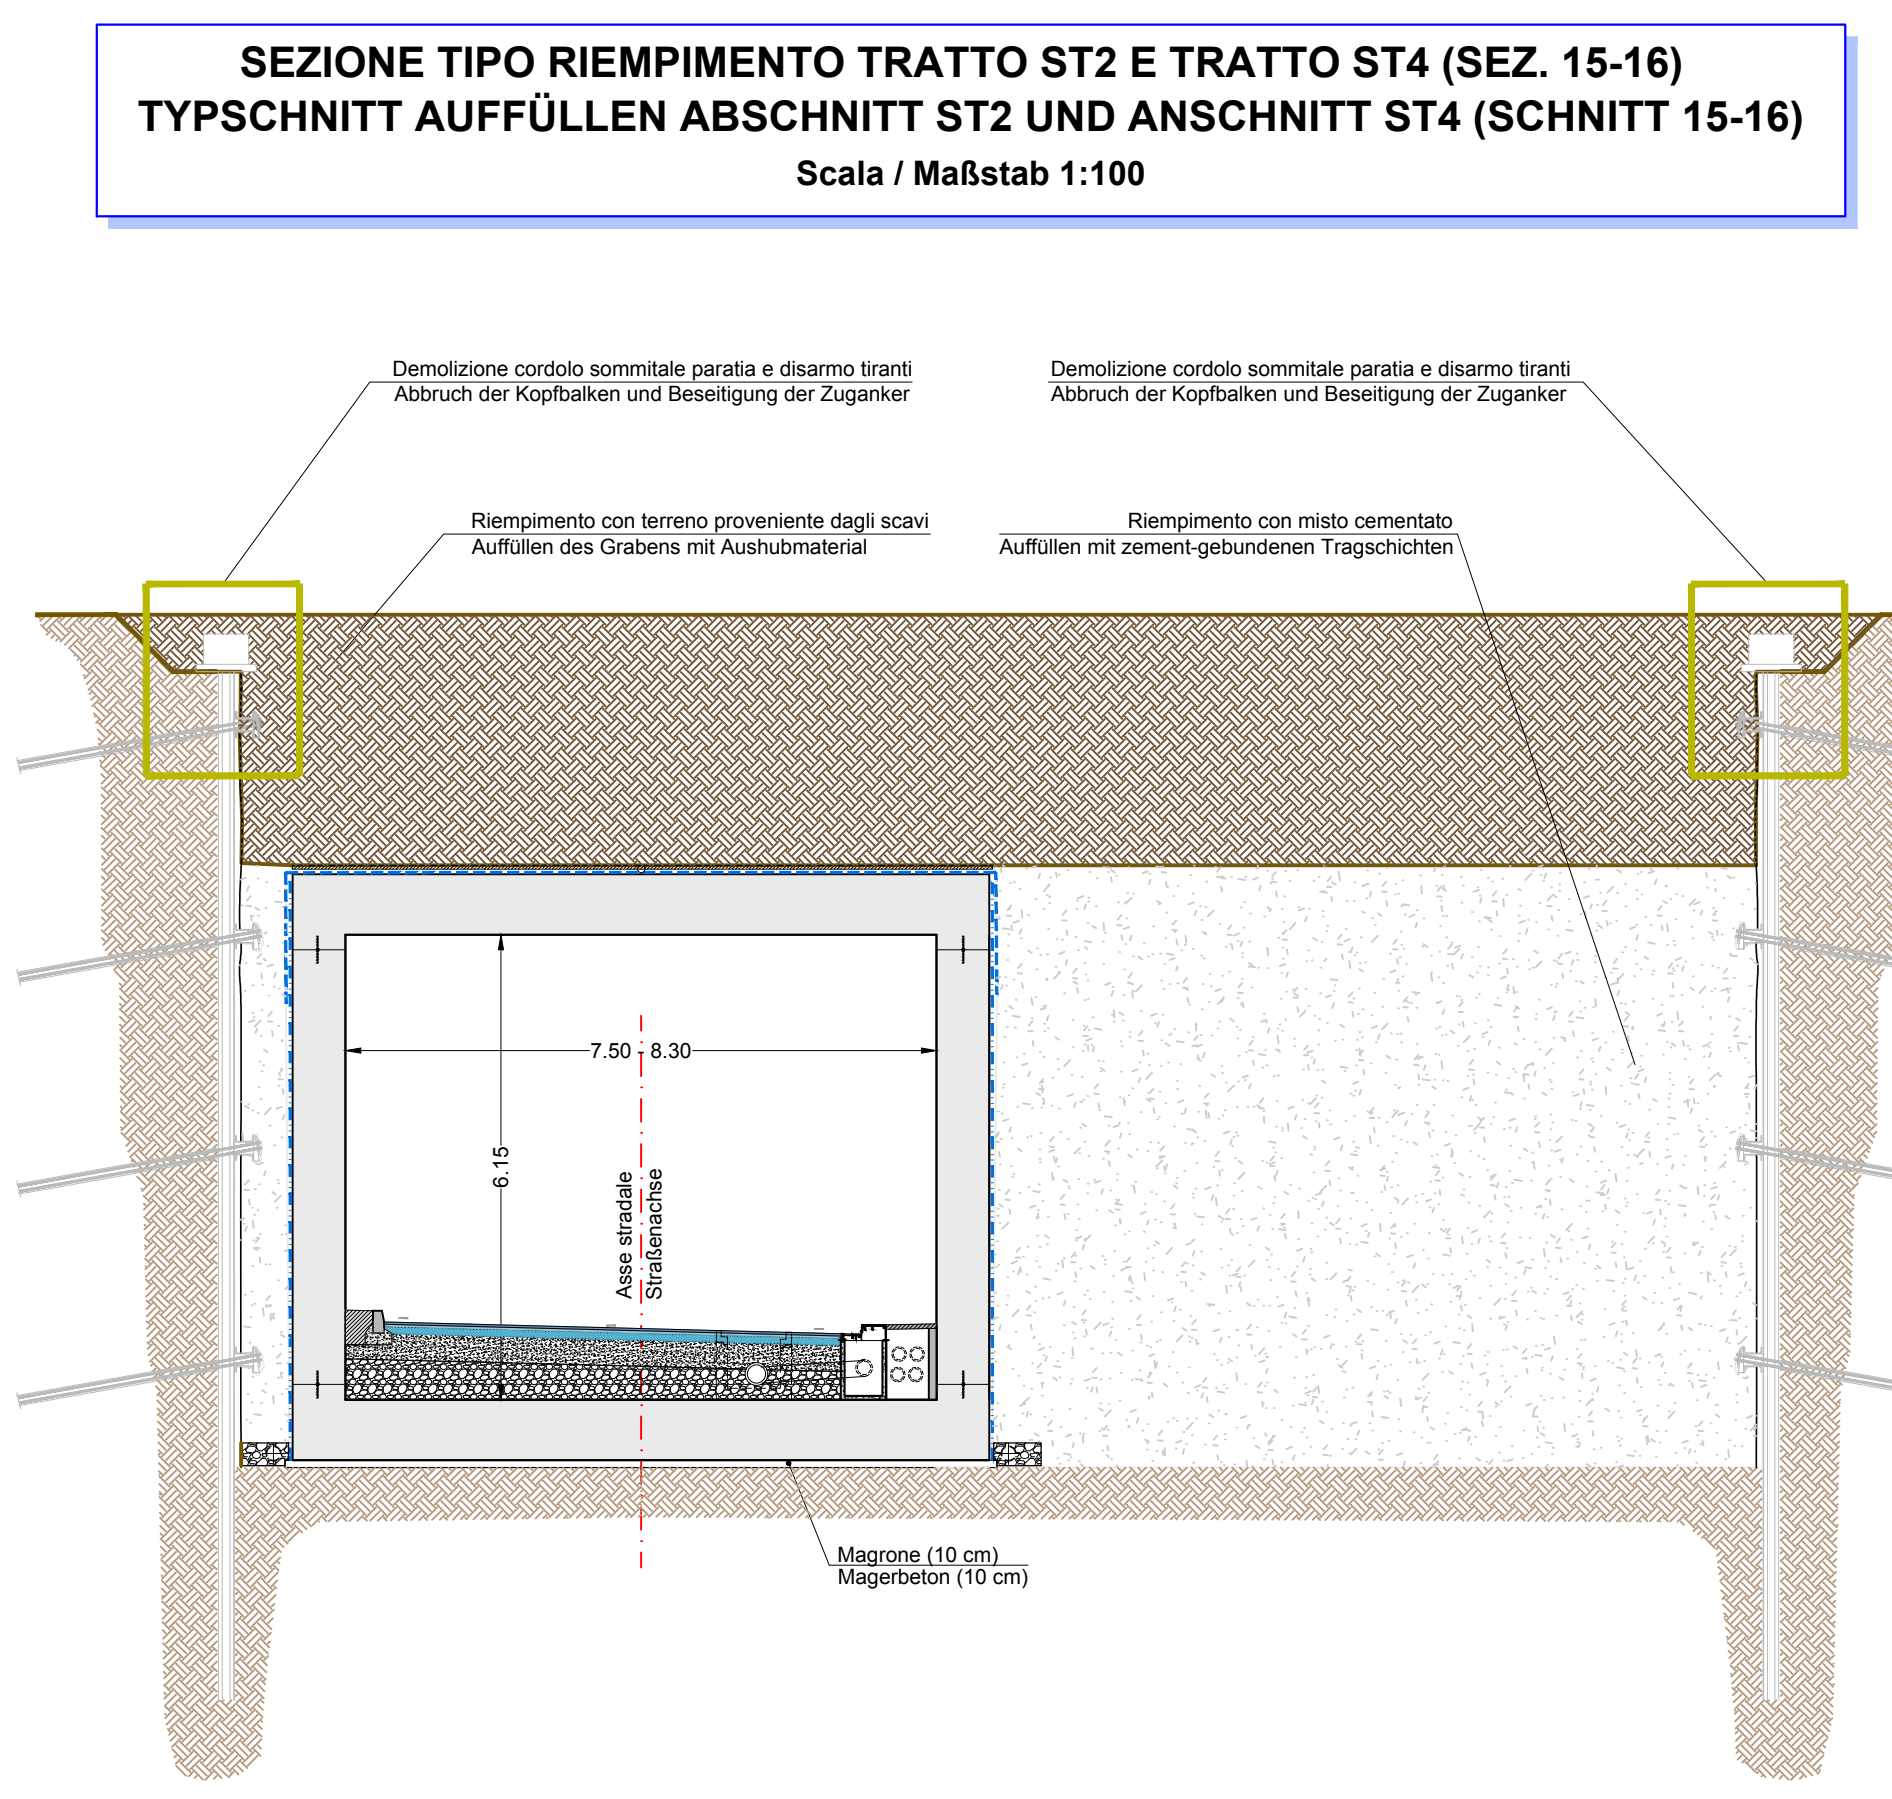 SEZIONE TIPO RIEMPIMENTO TRATTO ST2 E TRATTO ST4 (SEZ. 15-16)
TYPSCHNITT AUFFÜLLEN ABSCHNITT ST2 UND ANSCHNITT ST4 (SCHNITT 15-16)
Scala / Maßstab 1:100
Demolizione cordolo sommitale paratia e disarmo tiranti
Abbruch der Kopfbalken und Beseitigung der Zuganker
Demolizione cordolo sommitale paratia e disarmo tiranti
Abbruch der Kopfbalken und Beseitigung der Zuganker
Riempimento con terreno proveniente dagli scavi
Auffüllen des Grabens mit Aushubmaterial
Riempimento con misto cementato
Auffüllen mit zement-gebundenen Tragschichten
7.50 - 8.30
6.15
Asse stradale
Straßenachse
Magrone (10 cm)
Magerbeton (10 cm)